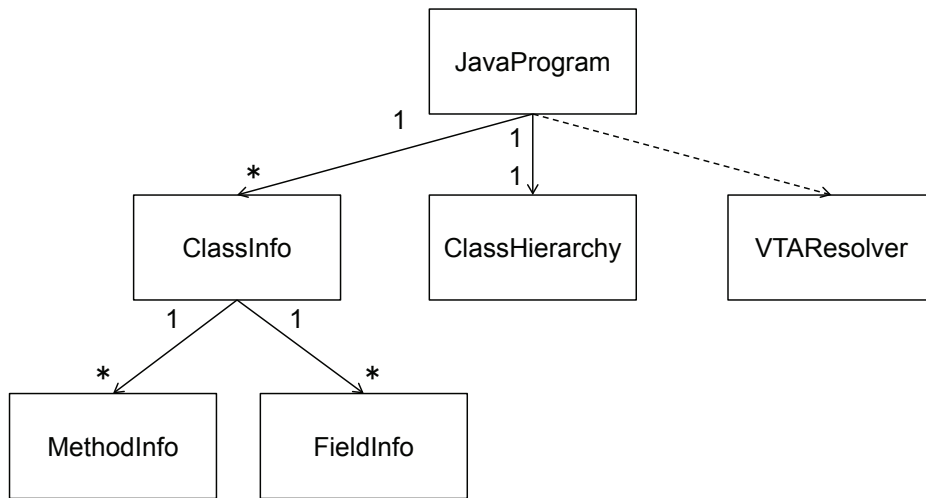 JavaProgram
1
1
*
1
ClassInfo
ClassHierarchy
VTAResolver
1
1
*
*
MethodInfo
FieldInfo